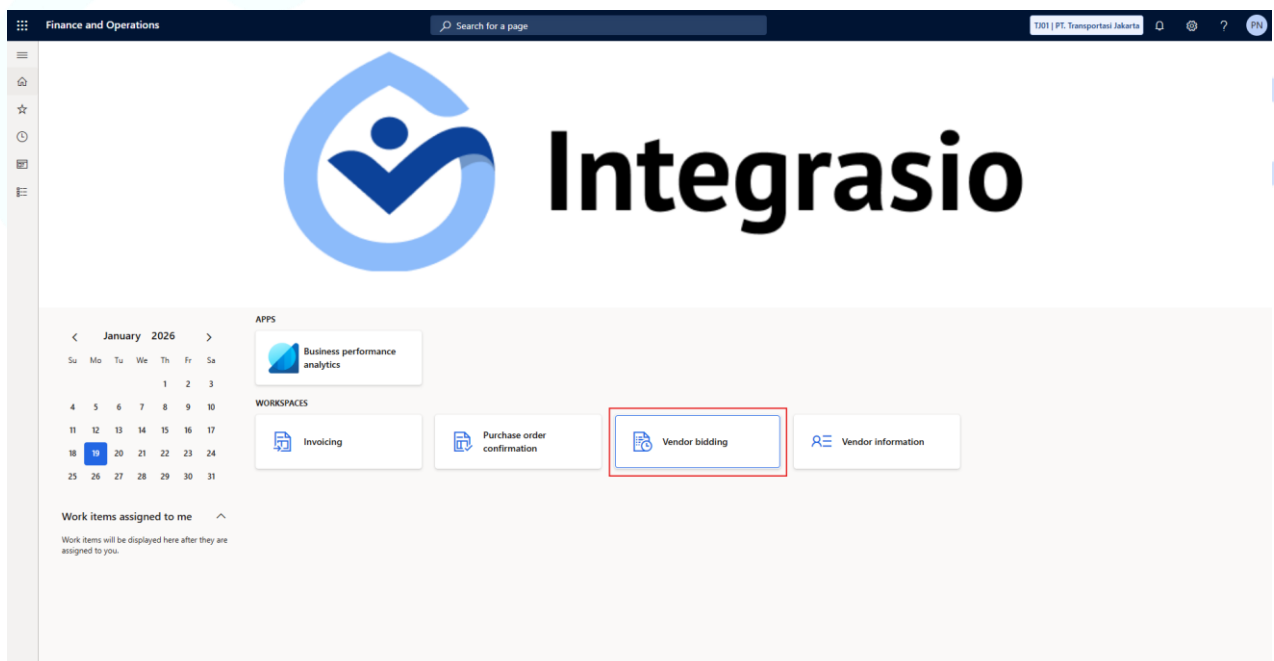 Finance and Operations
Search for a page
TJ01 | PT. Transportasi Jakarta
?
PN
Integrasio
January 2026
Su Mo Tu We Th Fr Sa
1 2 3
4 5 6 7 8 9 10
11 12 13 14 15 16 17
18 19 20 21 22 23 24
25 26 27 28 29 30 31
Work items assigned to me
Work items will be displayed here after they are
assigned to you.
APPS
Business performance
analytics
WORKSPACES
Invoicing
Purchase order
confirmation
Vendor bidding
Vendor information